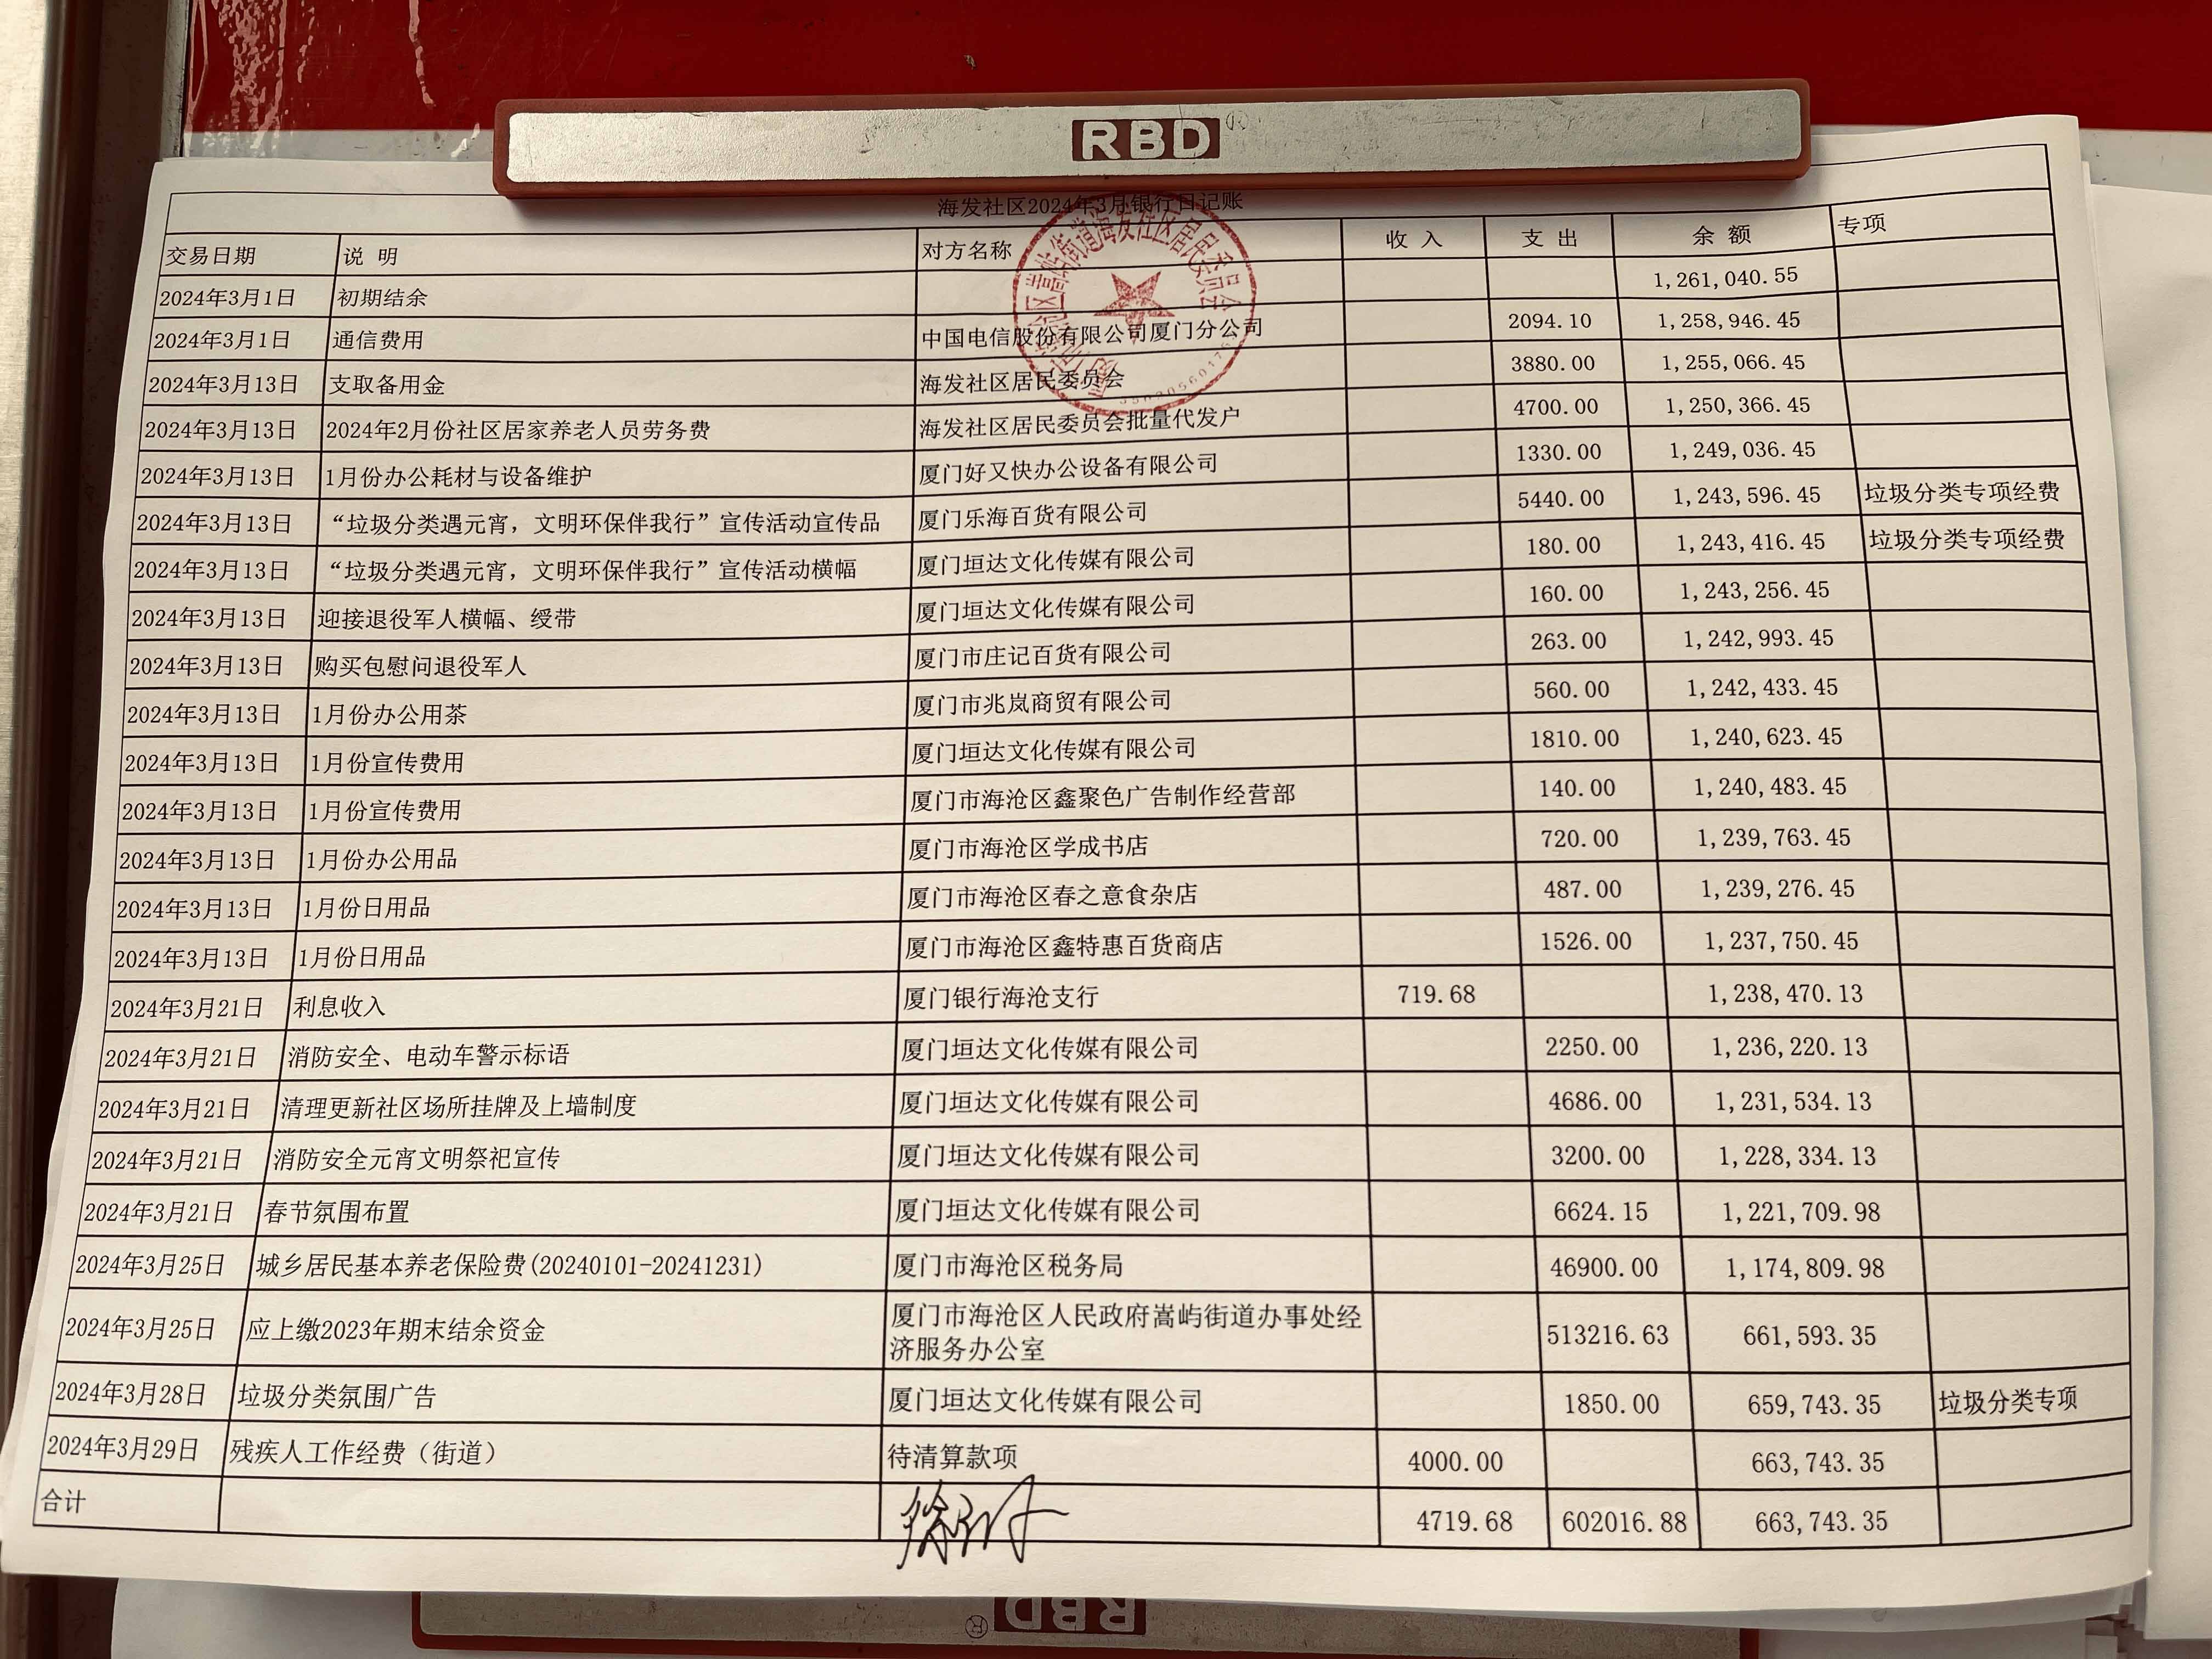 RBD®
海发社区2024年3月银行日记账
交易日期 说 明 对方名称 收 入 支 出 余 额 专项
2024年3月1日 初期结余 1,261,040.55
2024年3月1日 通信费用 中国电信股份有限公司厦门分公司 2094.10 1,258,946.45
2024年3月13日 支取备用金 海发社区居民委员会 3880.00 1,255,066.45
2024年3月13日 2024年2月份社区居家养老人员劳务费 海发社区居民委员会批量代发户 4700.00 1,250,366.45
2024年3月13日 1月份办公耗材与设备维护 厦门好又快办公设备有限公司 1330.00 1,249,036.45
2024年3月13日 “垃圾分类遇元宵，文明环保伴我行”宣传活动宣传品 厦门乐海百货有限公司 5440.00 1,243,596.45 垃圾分类专项经费
2024年3月13日 “垃圾分类遇元宵，文明环保伴我行”宣传活动横幅 厦门垣达文化传媒有限公司 180.00 1,243,416.45 垃圾分类专项经费
2024年3月13日 迎接退役军人横幅、绶带 厦门垣达文化传媒有限公司 160.00 1,243,256.45
2024年3月13日 购买包慰问退役军人 厦门市庄记百货有限公司 263.00 1,242,993.45
2024年3月13日 1月份办公用茶 厦门市兆岚商贸有限公司 560.00 1,242,433.45
2024年3月13日 1月份宣传费用 厦门垣达文化传媒有限公司 1810.00 1,240,623.45
2024年3月13日 1月份宣传费用 厦门市海沧区鑫聚色广告制作经营部 140.00 1,240,483.45
2024年3月13日 1月份办公用品 厦门市海沧区学成书店 720.00 1,239,763.45
2024年3月13日 1月份日用品 厦门市海沧区春之意食杂店 487.00 1,239,276.45
2024年3月13日 1月份日用品 厦门市海沧区鑫特惠百货商店 1526.00 1,237,750.45
2024年3月21日 利息收入 厦门银行海沧支行 719.68 1,238,470.13
2024年3月21日 消防安全、电动车警示标语 厦门垣达文化传媒有限公司 2250.00 1,236,220.13
2024年3月21日 清理更新社区场所挂牌及上墙制度 厦门垣达文化传媒有限公司 4686.00 1,231,534.13
2024年3月21日 消防安全元宵文明祭祀宣传 厦门垣达文化传媒有限公司 3200.00 1,228,334.13
2024年3月21日 春节氛围布置 厦门垣达文化传媒有限公司 6624.15 1,221,709.98
2024年3月25日 城乡居民基本养老保险费(20240101-20241231) 厦门市海沧区税务局 46900.00 1,174,809.98
2024年3月25日 应上缴2023年期末结余资金 厦门市海沧区人民政府嵩屿街道办事处经济服务办公室 513216.63 661,593.35
2024年3月28日 垃圾分类氛围广告 厦门垣达文化传媒有限公司 1850.00 659,743.35 垃圾分类专项
2024年3月29日 残疾人工作经费（街道） 待清算款项 4000.00 663,743.35
合计 4719.68 602016.88 663,743.35
RBD®